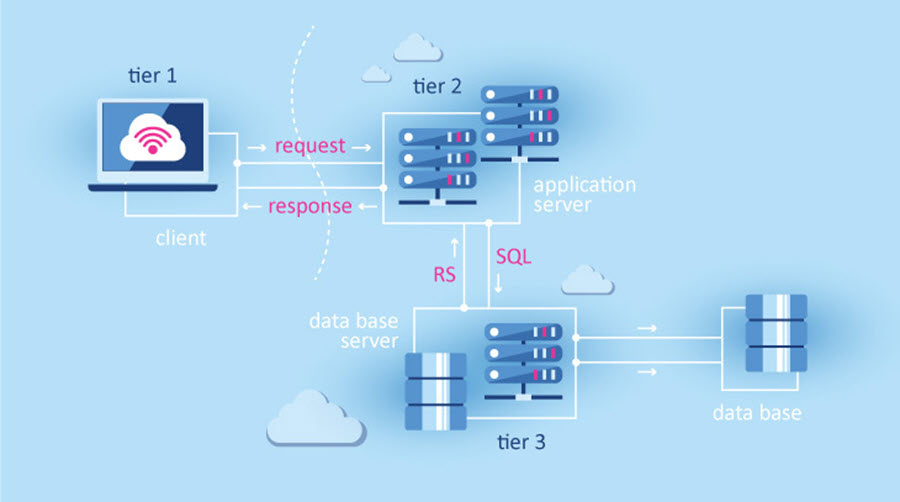 tier 1
tier 2
→ request →
application
server
← response ←
client
RS
SQL
data base
server
data base
tier 3